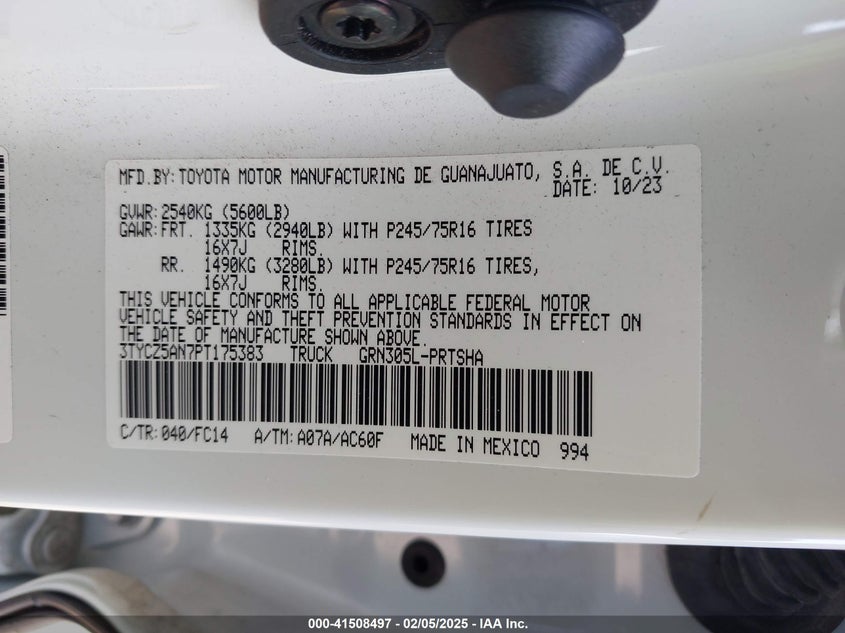 MFD.BY:TOYOTA MOTOR MANUFACTURING DE GUANAJUATO, S.A. DE C.V.
DATE: 10/23
GVWR:2540KG (5600LB)
GAWR:FRT. 1335KG (2940LB) WITH P245/75R16 TIRES
16X7J RIMS.
RR. 1490KG (3280LB) WITH P245/75R16 TIRES,
16X7J RIMS.
THIS VEHICLE CONFORMS TO ALL APPLICABLE FEDERAL MOTOR
VEHICLE SAFETY AND THEFT PREVENTION STANDARDS IN EFFECT ON
THE DATE OF MANUFACTURE SHOWN ABOVE.
3TYCZ5AN7PT175383 TRUCK GRN305L-PRTSHA
C/TR:040/FC14 A/TM:A07A/AC60F MADE IN MEXICO 994
000-41508497 - 02/05/2025 - IAA Inc.